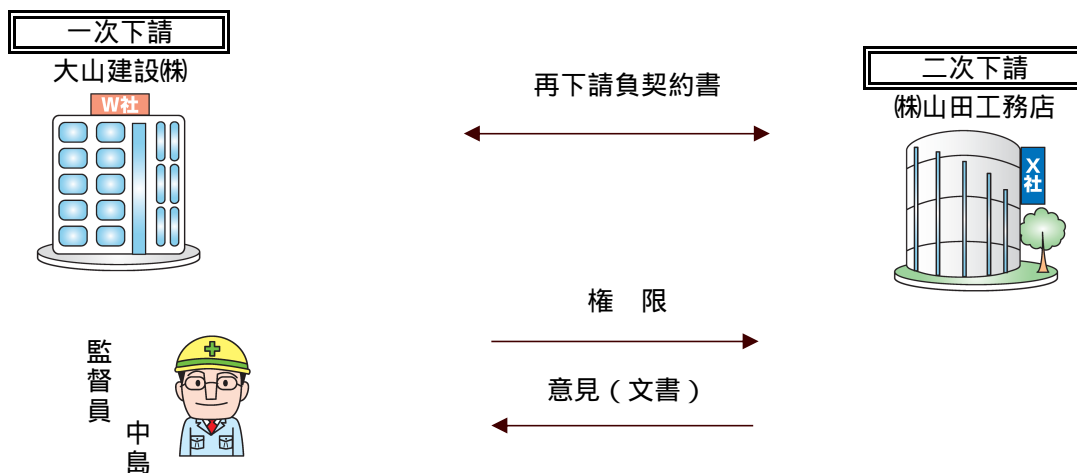 一次下請
大山建設㈱
W社
再下請負契約書
二次下請
㈱山田工務店
X社
権　限
意見（文書）
監督員
中島